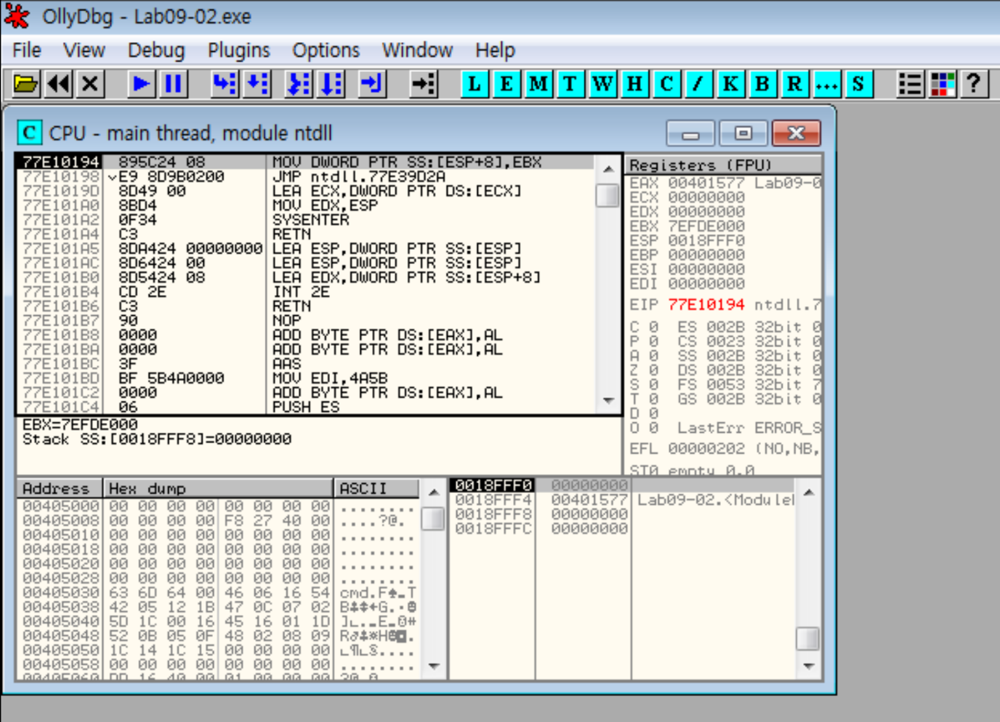 OllyDbg - Lab09-02.exe
File View Debug Plugins Options Window Help
L E M T W H C / K B R ... S ?
C CPU - main thread, module ntdll
77E10194 895C24 08 MOV DWORD PTR SS:[ESP+8],EBX
77E10198 E9 8D9B0200 JMP ntdll.77E39D2A
77E1019D 8D49 00 LEA ECX,DWORD PTR DS:[ECX]
77E101A0 8BD4 MOV EDX,ESP
77E101A2 0F34 SYSENTER
77E101A4 C3 RETN
77E101A5 8DA424 00000000 LEA ESP,DWORD PTR SS:[ESP]
77E101AC 8D6424 00 LEA ESP,DWORD PTR SS:[ESP]
77E101B0 8D5424 08 LEA EDX,DWORD PTR SS:[ESP+8]
77E101B4 CD 2E INT 2E
77E101B6 C3 RETN
77E101B7 90 NOP
77E101B8 0000 ADD BYTE PTR DS:[EAX],AL
77E101BA 0000 ADD BYTE PTR DS:[EAX],AL
77E101BC 3F AAS
77E101BD BF 5B4A0000 MOV EDI,4A5B
77E101C2 0000 ADD BYTE PTR DS:[EAX],AL
77E101C4 06 PUSH ES
EBX=7EFDE000
Stack SS:[0018FFF8]=00000000
Registers (FPU)
EAX 00401577 Lab09-0
ECX 00000000
EDX 00000000
EBX 7EFDE000
ESP 0018FFF0
EBP 00000000
ESI 00000000
EDI 00000000
EIP 77E10194 ntdll.7
C 0 ES 002B 32bit 0
P 0 CS 0023 32bit 0
A 0 SS 002B 32bit 0
Z 0 DS 002B 32bit 0
S 0 FS 0053 32bit 7
T 0 GS 002B 32bit 0
D 0
O 0 LastErr ERROR_S
EFL 00000202 (NO,NB,
ST0 empty 0.0
Address Hex dump ASCII
00405000 00 00 00 00 00 00 00 00 ........
00405008 00 00 00 00 F8 27 40 00 ....?@.
00405010 00 00 00 00 00 00 00 00 ........
00405018 00 00 00 00 00 00 00 00 ........
00405020 00 00 00 00 00 00 00 00 ........
00405028 00 00 00 00 00 00 00 00 ........
00405030 63 6D 64 00 46 06 16 54 cmd.F♠▬T
00405038 42 05 12 1B 47 0C 07 02
00405040 5D 1C 00 16 45 16 01 1D
00405048 52 0B 05 0F 48 02 08 09
00405050 1C 14 1C 15 00 00 00 00
00405058 00 00 00 00 00 00 00 00 ........
00405060 DD 16 40 00 01 00 00 00
0018FFF0 00000000
0018FFF4 00401577 Lab09-02.<Modulel
0018FFF8 00000000
0018FFFC 00000000